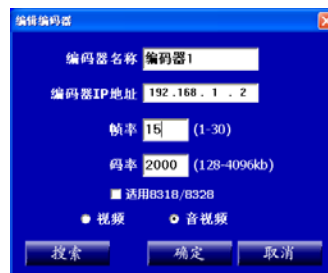 编辑编码器
编码器名称 编码器1
编码器IP地址 192.168. 1 . 2
帧率 15 (1-30)
码率 2000 (128-4096kb)
适用8318/8328
视频 音视频
搜索 确定 取消